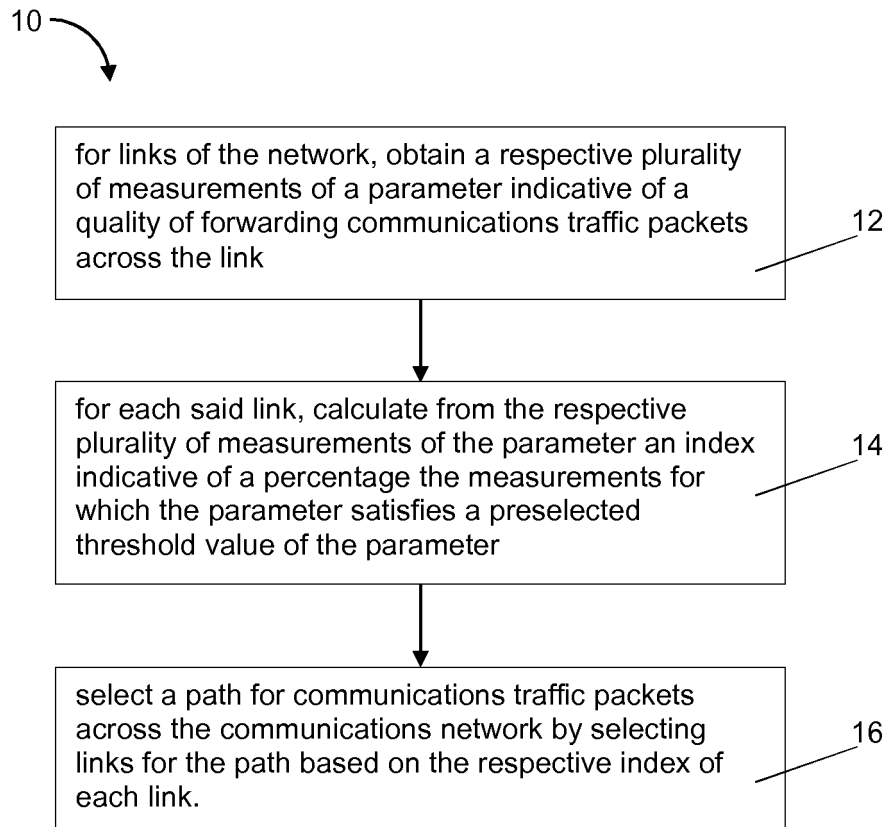 10
for links of the network, obtain a respective plurality
of measurements of a parameter indicative of a
quality of forwarding communications traffic packets
across the link
12
for each said link, calculate from the respective
plurality of measurements of the parameter an index
indicative of a percentage the measurements for
which the parameter satisfies a preselected
threshold value of the parameter
14
select a path for communications traffic packets
across the communications network by selecting
links for the path based on the respective index of
each link.
16